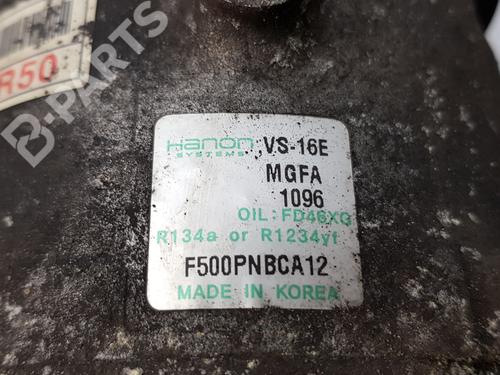 R50
B-PARTS
Hanon VS-16E
SYSTEMS
MGFA
1096
OIL: FD46XG
R134a or R1234yf
F500PNBCA12
MADE IN KOREA